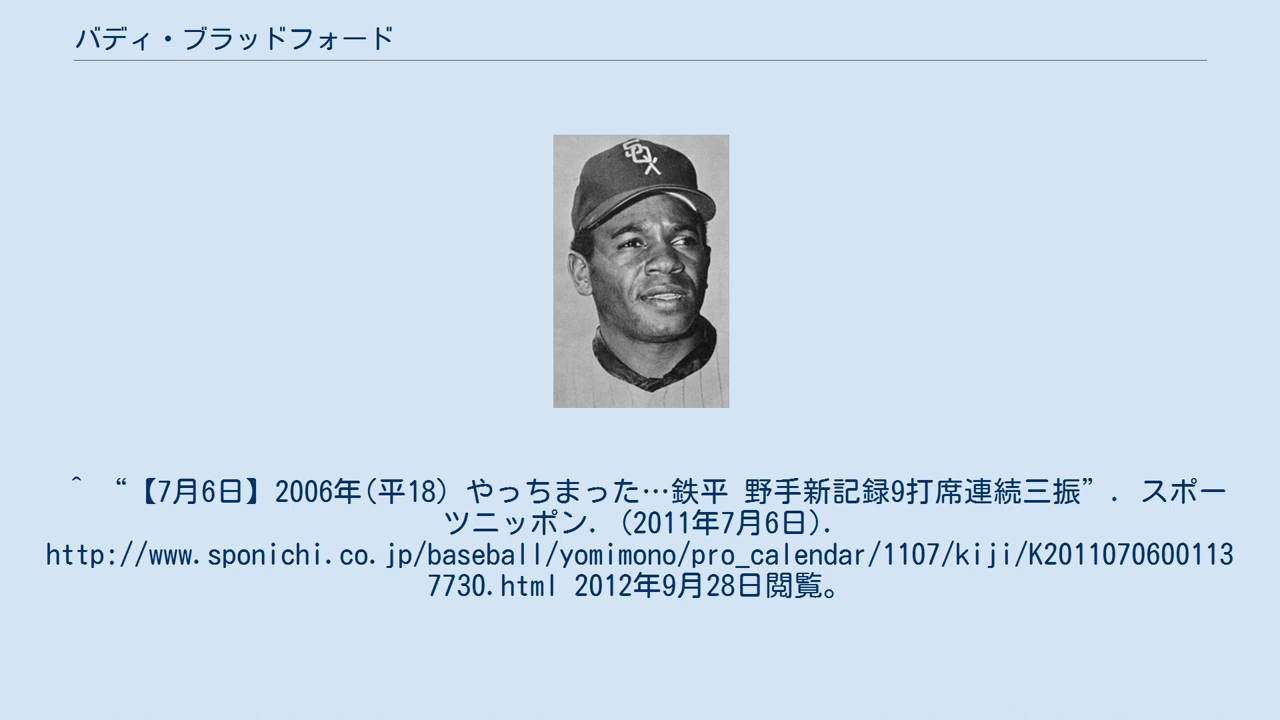 バディ・ブラッドフォード
SOX
^ “【7月6日】2006年(平18) やっちまった…鉄平 野手新記録9打席連続三振”. スポー
ツニッポン. (2011年7月6日).
http://www.sponichi.co.jp/baseball/yomimono/pro_calendar/1107/kiji/K2011070600113
7730.html 2012年9月28日閲覧。